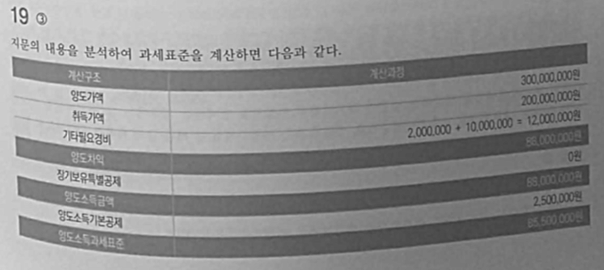 19 ③
지문의 내용을 분석하여 과세표준을 계산하면 다음과 같다.
계산구조 계산과정
양도가액 300,000,000원
취득가액 200,000,000원
기타필요경비 2,000,000 + 10,000,000 = 12,000,000원
양도차익 88,000,000원
장기보유특별공제 0원
양도소득금액 88,000,000원
양도소득기본공제 2,500,000원
양도소득과세표준 85,500,000원